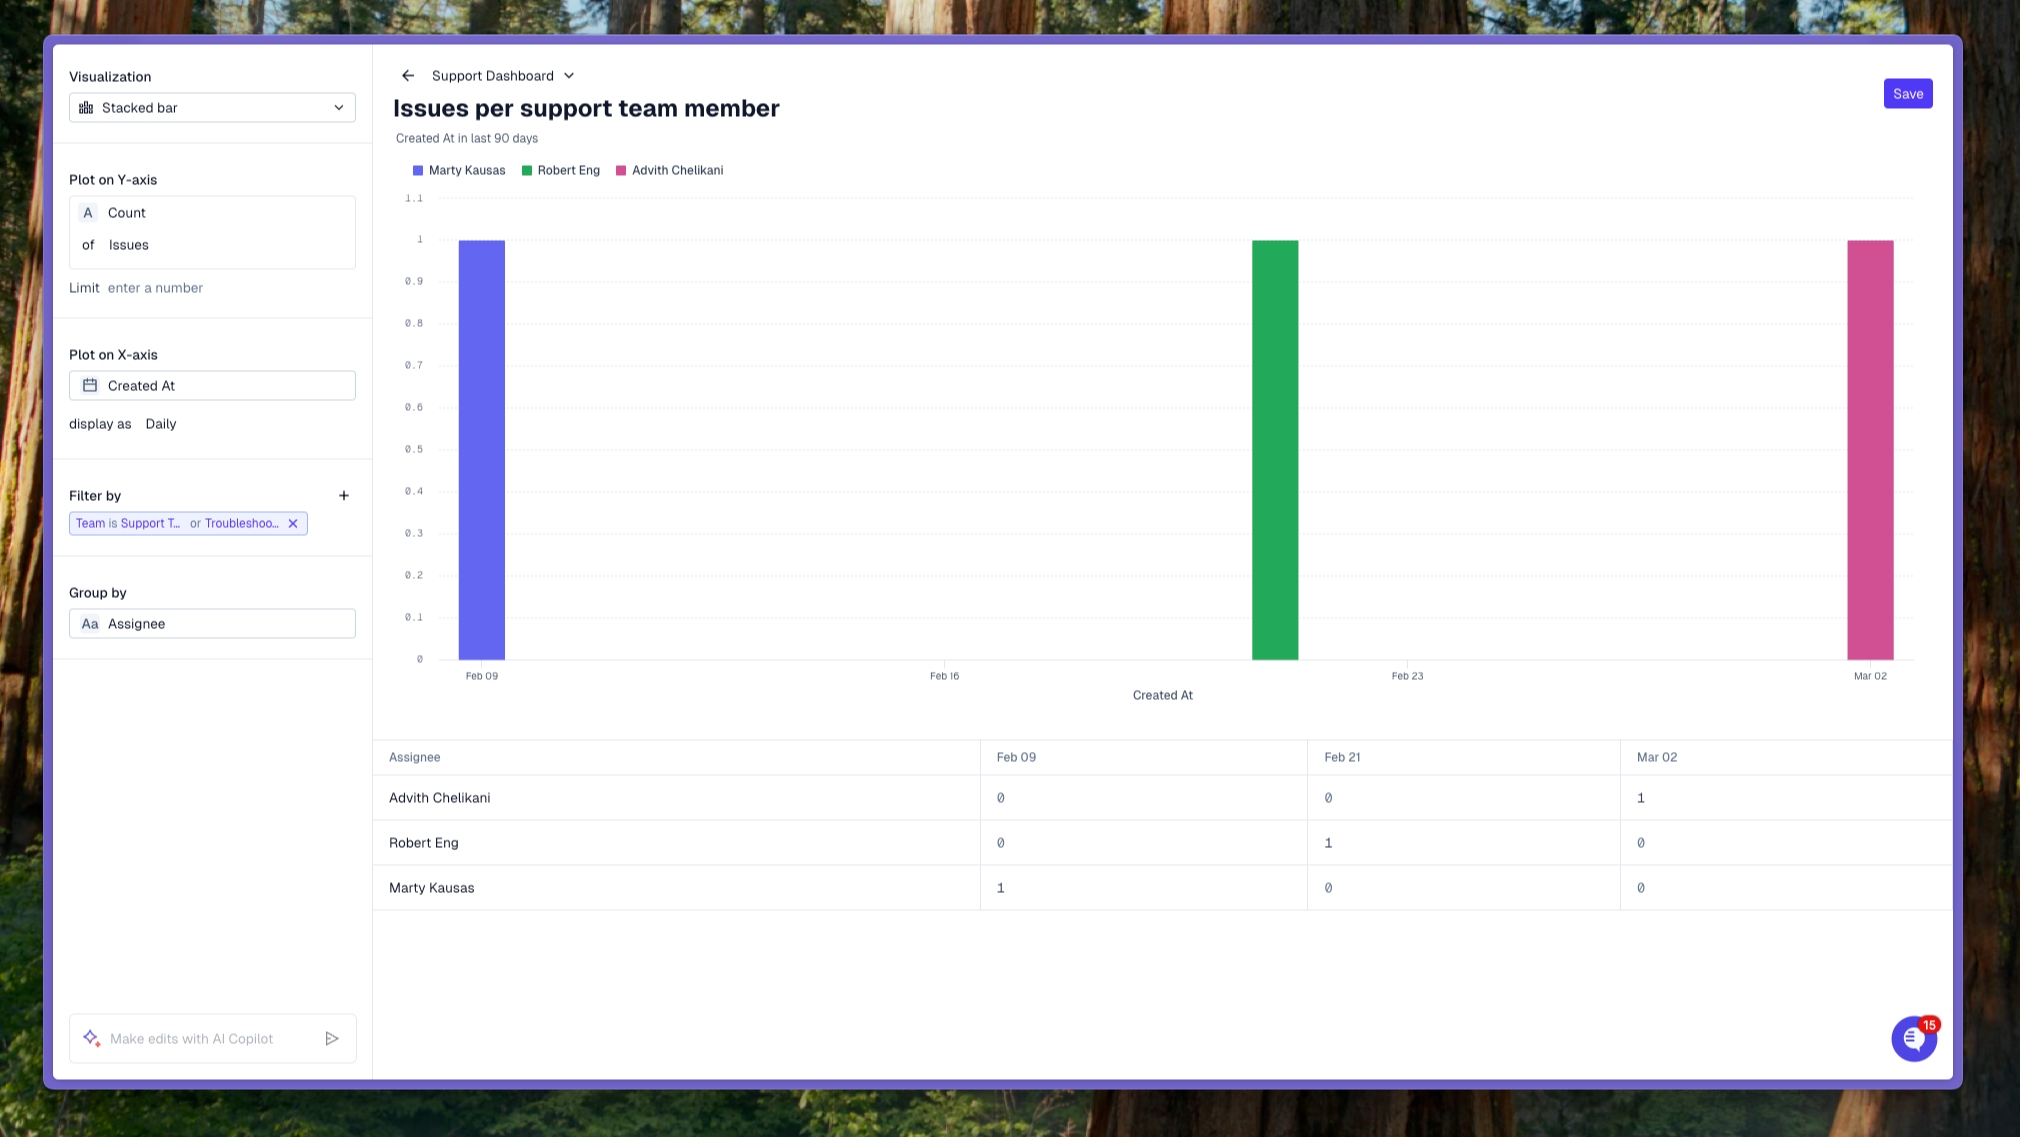 Visualization
Stacked bar
Plot on Y-axis
A Count
of Issues
Limit enter a number
Plot on X-axis
Created At
display as Daily
Filter by +
Team is Support T... or Troubleshoo...
Group by
Aa Assignee
Make edits with AI Copilot
Support Dashboard
Issues per support team member
Save
Created At in last 90 days
Marty Kausas Robert Eng Advith Chelikani
1.1
1
0.9
0.8
0.7
0.6
0.5
0.4
0.3
0.2
0.1
0
Feb 09 Feb 16 Feb 23 Mar 02
Created At
Assignee Feb 09 Feb 21 Mar 02
Advith Chelikani 0 0 1
Robert Eng 0 1 0
Marty Kausas 1 0 0
15